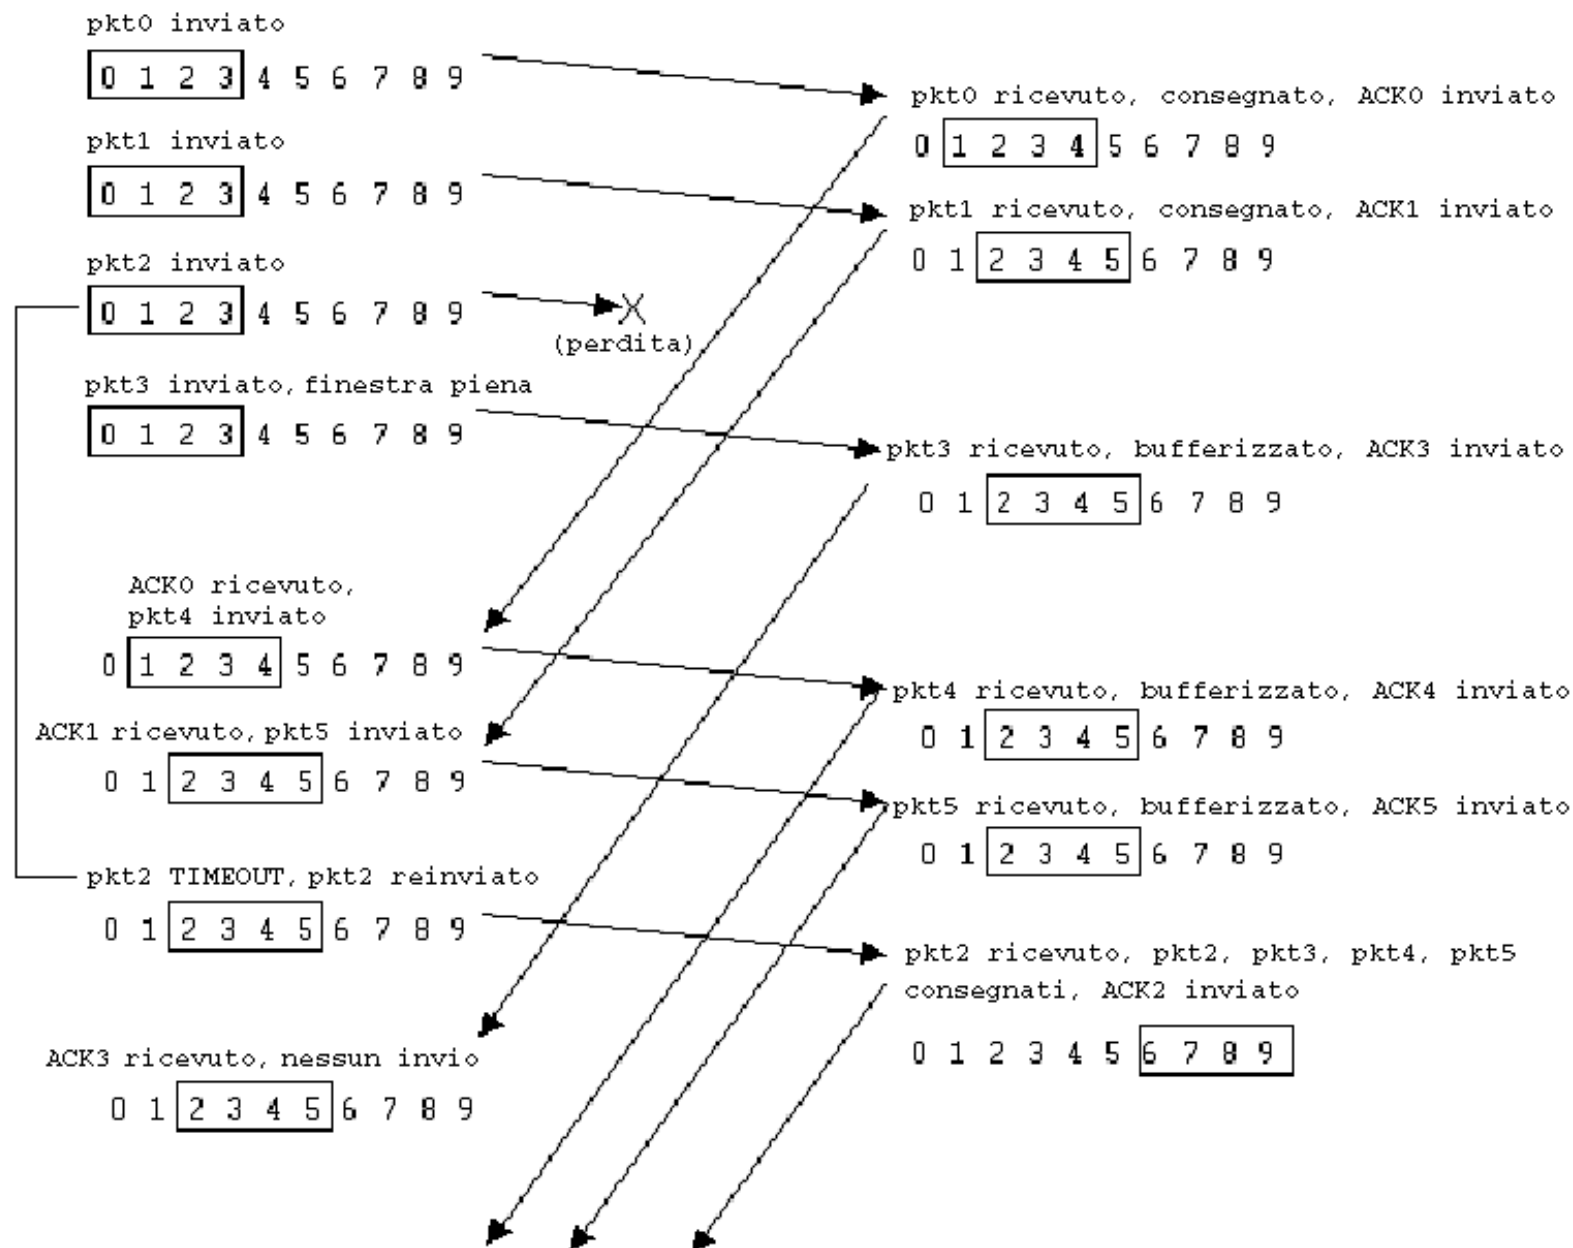 pkt0 inviato
0 1 2 3 4 5 6 7 8 9
pkt1 inviato
0 1 2 3 4 5 6 7 8 9
pkt2 inviato
0 1 2 3 4 5 6 7 8 9
(perdita)
pkt3 inviato, finestra piena
0 1 2 3 4 5 6 7 8 9
ACK0 ricevuto,
pkt4 inviato
0 1 2 3 4 5 6 7 8 9
ACK1 ricevuto, pkt5 inviato
0 1 2 3 4 5 6 7 8 9
pkt2 TIMEOUT, pkt2 reinviato
0 1 2 3 4 5 6 7 8 9
ACK3 ricevuto, nessun invio
0 1 2 3 4 5 6 7 8 9
pkt0 ricevuto, consegnato, ACK0 inviato
0 1 2 3 4 5 6 7 8 9
pkt1 ricevuto, consegnato, ACK1 inviato
0 1 2 3 4 5 6 7 8 9
pkt3 ricevuto, bufferizzato, ACK3 inviato
0 1 2 3 4 5 6 7 8 9
pkt4 ricevuto, bufferizzato, ACK4 inviato
0 1 2 3 4 5 6 7 8 9
pkt5 ricevuto, bufferizzato, ACK5 inviato
0 1 2 3 4 5 6 7 8 9
pkt2 ricevuto, pkt2, pkt3, pkt4, pkt5
consegnati, ACK2 inviato
0 1 2 3 4 5 6 7 8 9